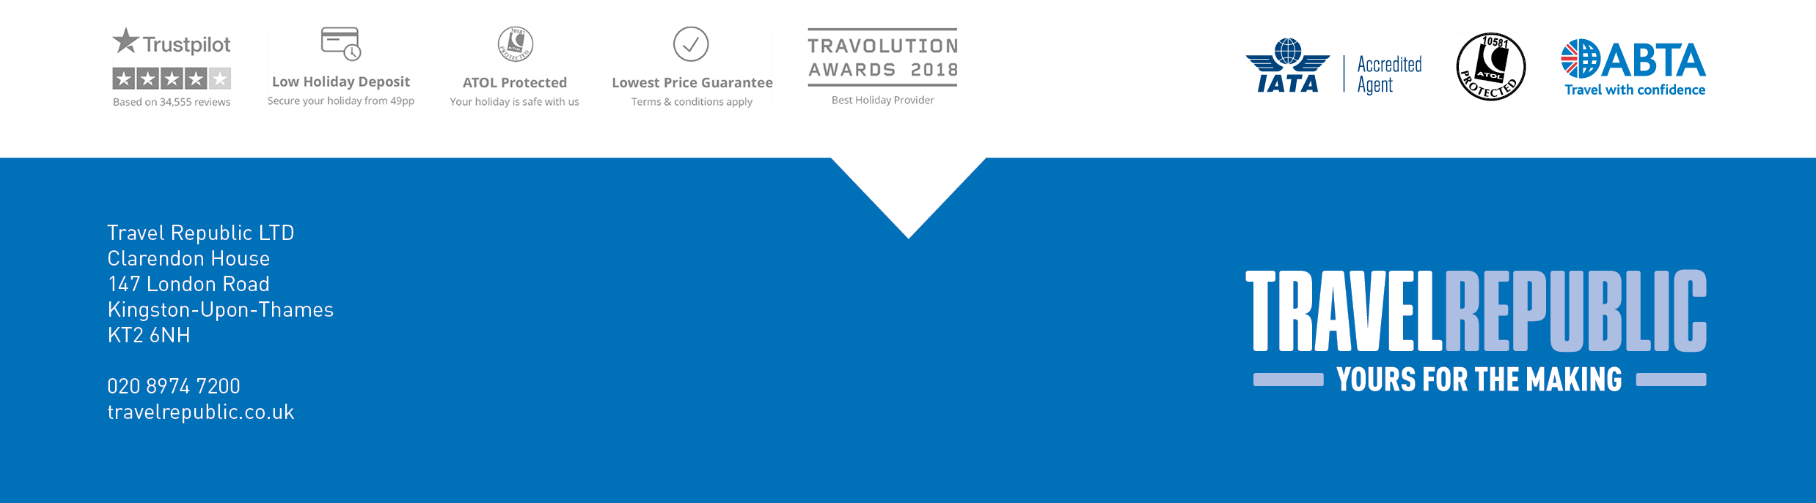 Trustpilot
Based on 34,555 reviews
Low Holiday Deposit
Secure your holiday from 49pp
10581
ATOL
PROTECTED
ATOL Protected
Your holiday is safe with us
Lowest Price Guarantee
Terms & conditions apply
TRAVOLUTION
AWARDS 2018
Best Holiday Provider
IATA
Accredited
Agent
10581
ATOL
PROTECTED
ABTA
Travel with confidence
Travel Republic LTD
Clarendon House
147 London Road
Kingston-Upon-Thames
KT2 6NH
020 8974 7200
travelrepublic.co.uk
TRAVELREPUBLIC
YOURS FOR THE MAKING